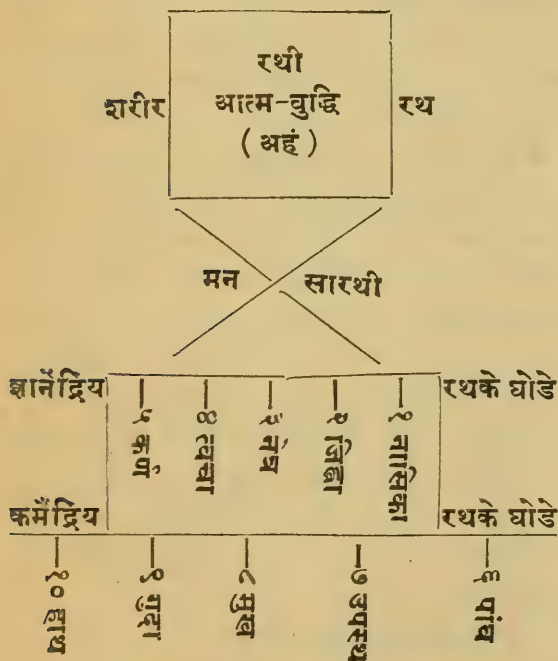 रथी
शरीर आत्म-बुद्धि रथ
( अहं )
मन सारथी
ज्ञानेंद्रिय रथके घोडे
५ कर्ण
४ त्वचा
३ नेत्र
२ जिह्वा
१ नासिका
कर्मेंद्रिय रथके घोडे
१० हाथ
९ गुदा
८ मुख
७ उपस्थ
६ पांव